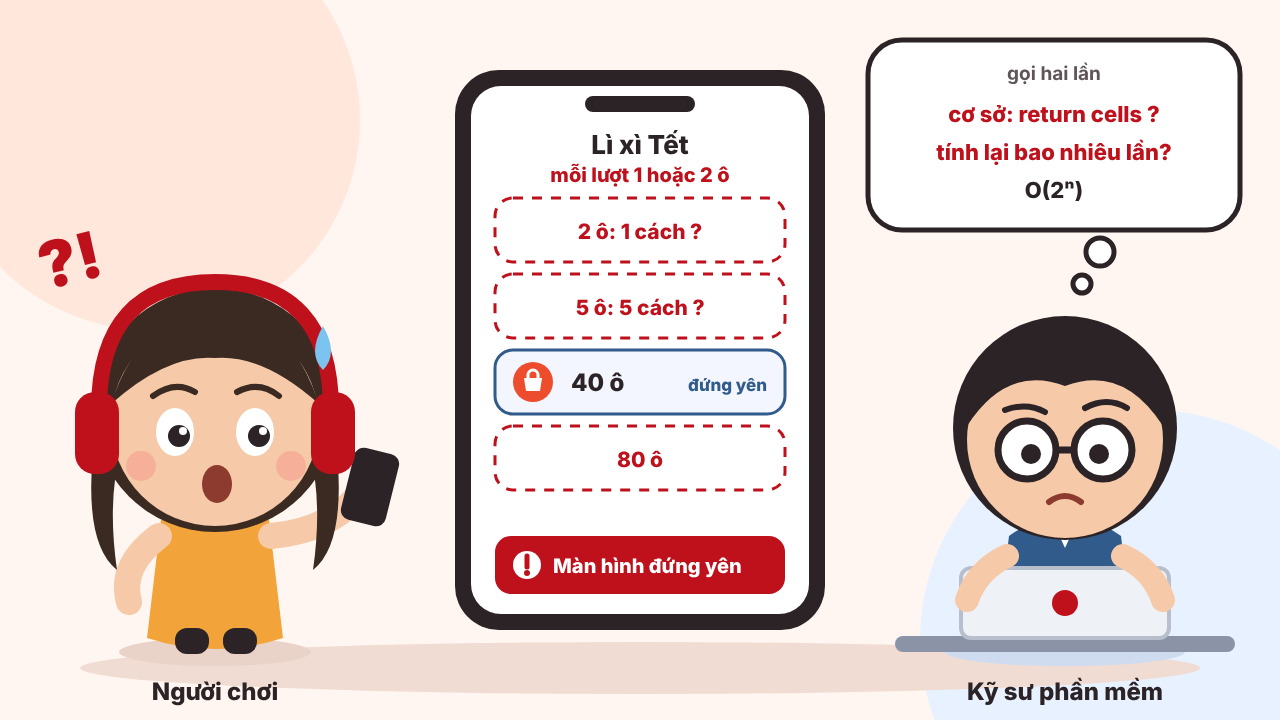 gọi hai lần
cơ sở: return cells ?
tính lại bao nhiêu lần?
O(2ⁿ)
Lì xì Tết
mỗi lượt 1 hoặc 2 ô
2 ô: 1 cách ?
5 ô: 5 cách ?
40 ô đứng yên
80 ô
Màn hình đứng yên
?!
Người chơi
Kỹ sư phần mềm